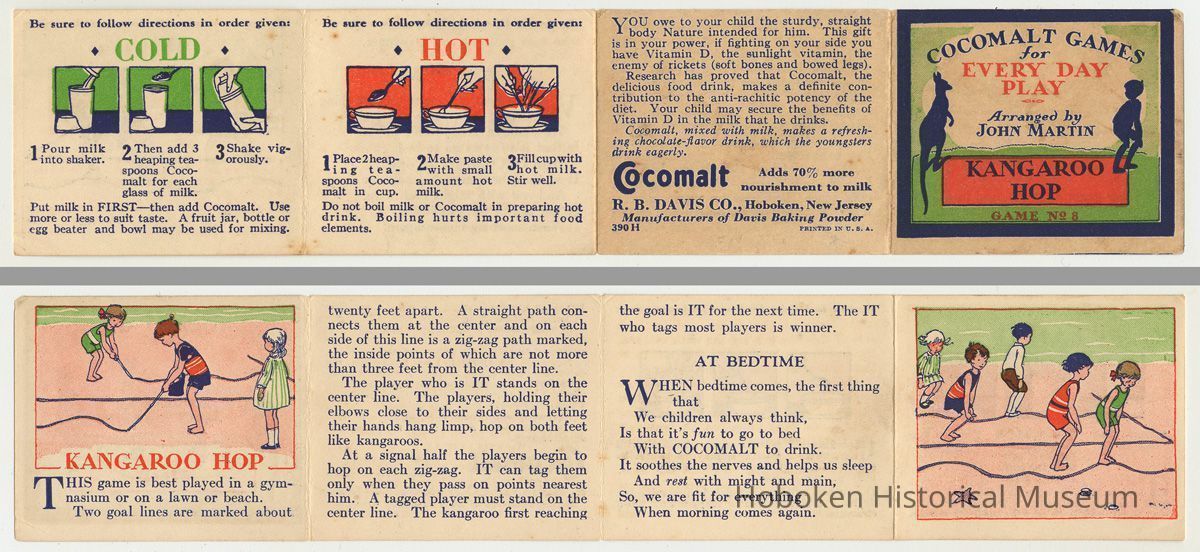 Be sure to follow directions in order given:
COLD
1 Pour milk
into shaker.
2 Then add 3
heaping tea-
spoons Coco-
malt for each
glass of milk.
3 Shake vig-
orously.
Put milk in FIRST—then add Cocomalt. Use
more or less to suit taste. A fruit jar, bottle or
egg beater and bowl may be used for mixing.
Be sure to follow directions in order given:
HOT
1 Place 2 heap-
ing tea-
spoons Coco-
malt in cup.
2 Make paste
with small
amount hot
milk.
3 Fill cup with
hot milk.
Stir well.
Do not boil milk or Cocomalt in preparing hot
drink. Boiling hurts important food
elements.
YOU owe to your child the sturdy, straight
body Nature intended for him. This gift
is in your power, if fighting on your side you
have Vitamin D, the sunlight vitamin, the
enemy of rickets (soft bones and bowed legs).
Research has proved that Cocomalt, the
delicious food drink, makes a definite con-
tribution to the anti-rachitic potency of the
diet. Your child may secure the benefits of
Vitamin D in the milk that he drinks.
Cocomalt, mixed with milk, makes a refresh-
ing chocolate-flavor drink, which the youngsters
drink eagerly.
Cocomalt
Adds 70% more
nourishment to milk
R. B. DAVIS CO., Hoboken, New Jersey
Manufacturers of Davis Baking Powder
390 H
PRINTED IN U. S. A.
COCOMALT GAMES
for
EVERY DAY
PLAY
Arranged by
JOHN MARTIN
KANGAROO
HOP
GAME No 8
KANGAROO HOP
THIS game is best played in a gym-
nasium or on a lawn or beach.
Two goal lines are marked about
twenty feet apart. A straight path con-
nects them at the center and on each
side of this line is a zig-zag path marked,
the inside points of which are not more
than three feet from the center line.
The player who is IT stands on the
center line. The players, holding their
elbows close to their sides and letting
their hands hang limp, hop on both feet
like kangaroos.
At a signal half the players begin to
hop on each zig-zag. IT can tag them
only when they pass on points nearest
him. A tagged player must stand on the
center line. The kangaroo first reaching
the goal is IT for the next time. The IT
who tags most players is winner.
AT BEDTIME
WHEN bedtime comes, the first thing
that
We children always think,
Is that it's fun to go to bed
With COCOMALT to drink.
It soothes the nerves and helps us sleep
And rest with might and main,
So, we are fit for everything
When morning comes again.
Hoboken Historical Museum